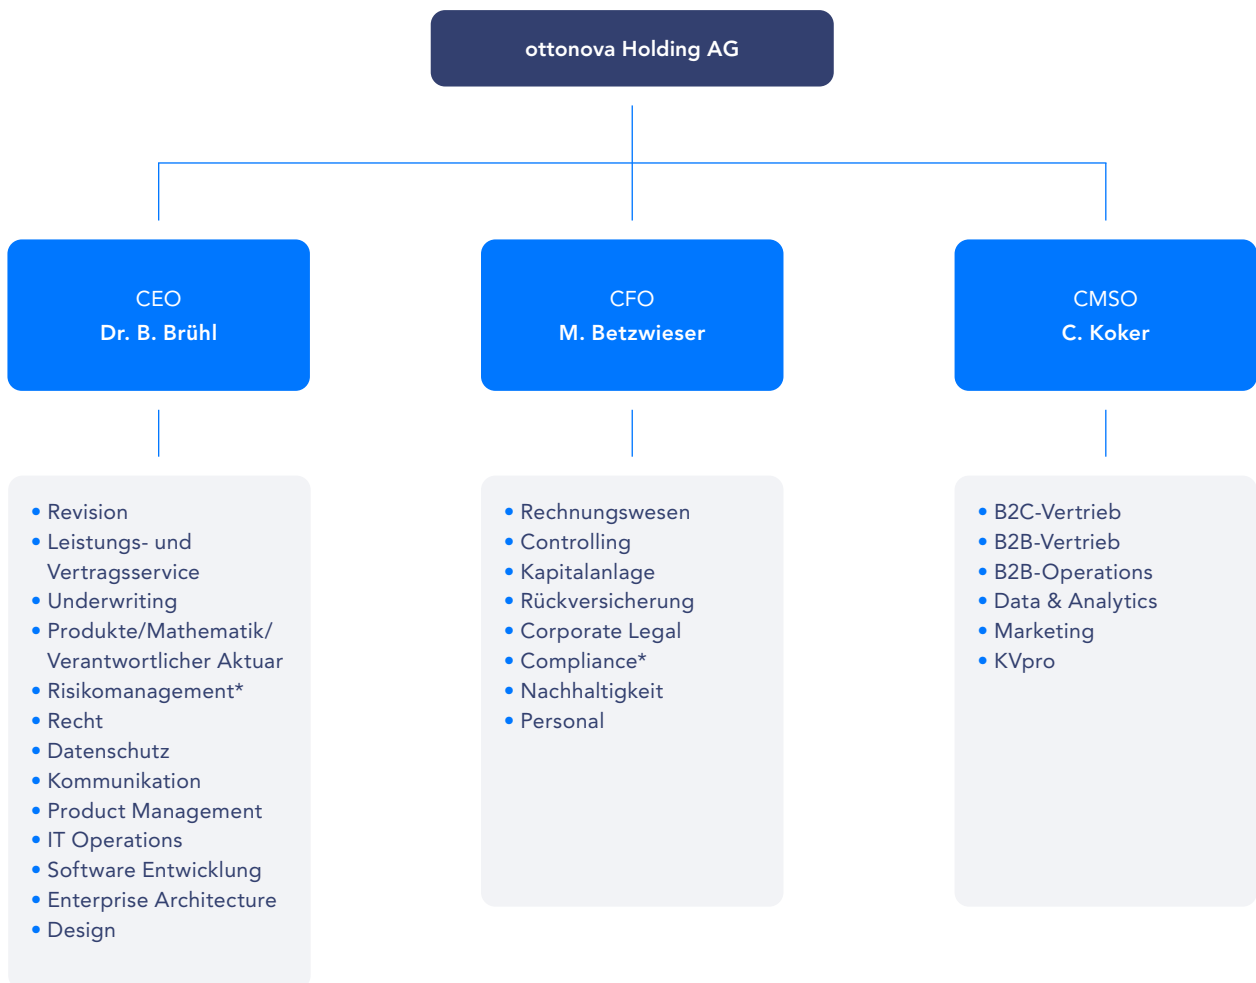 ottonova Holding AG
CEO
Dr. B. Brühl
CFO
M. Betzwieser
CMSO
C. Koker
• Revision
• Leistungs- und
Vertragsservice
• Underwriting
• Produkte/Mathematik/
Verantwortlicher Aktuar
• Risikomanagement*
• Recht
• Datenschutz
• Kommunikation
• Product Management
• IT Operations
• Software Entwicklung
• Enterprise Architecture
• Design
• Rechnungswesen
• Controlling
• Kapitalanlage
• Rückversicherung
• Corporate Legal
• Compliance*
• Nachhaltigkeit
• Personal
• B2C-Vertrieb
• B2B-Vertrieb
• B2B-Operations
• Data & Analytics
• Marketing
• KVpro